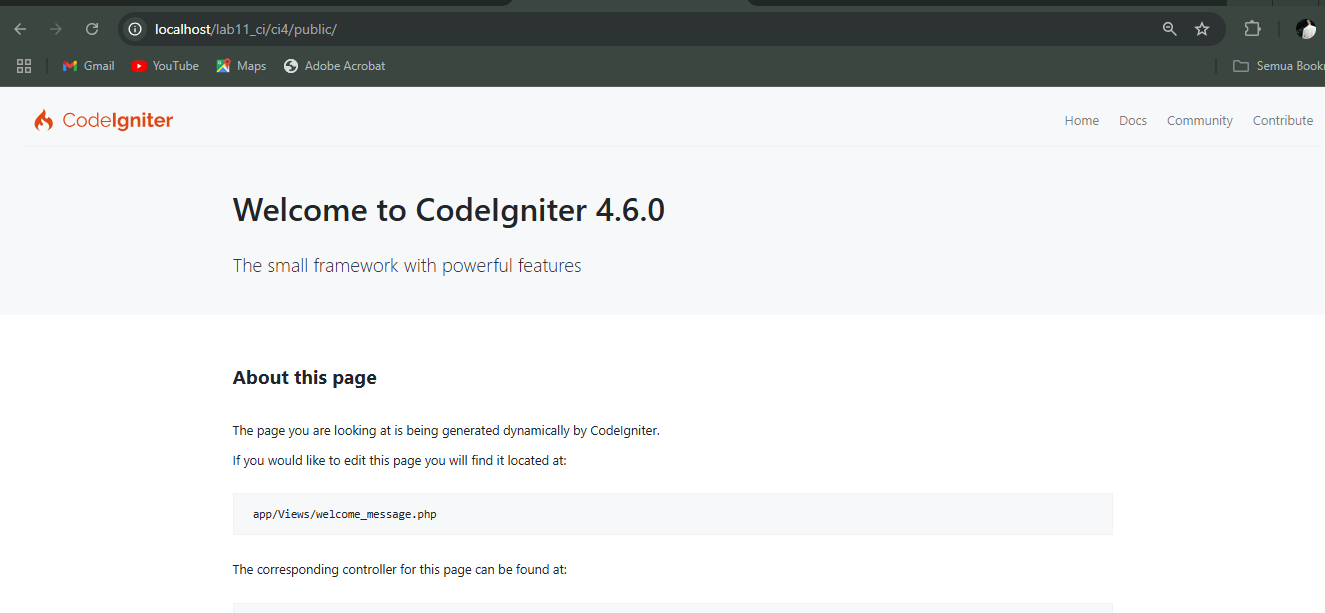 localhost/lab11_ci/ci4/public/
Gmail YouTube Maps Adobe Acrobat Semua Bookr
CodeIgniter Home Docs Community Contribute
Welcome to CodeIgniter 4.6.0
The small framework with powerful features
About this page
The page you are looking at is being generated dynamically by CodeIgniter.
If you would like to edit this page you will find it located at:
app/Views/welcome_message.php
The corresponding controller for this page can be found at: